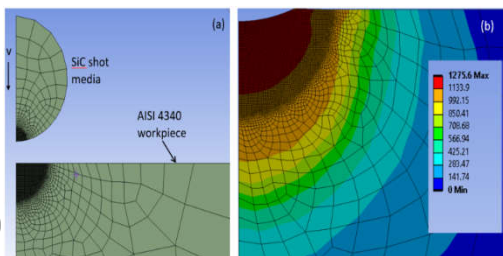 (a)
V
SiC shot
media
AISI 4340
workpiece
(b)
1275.6 Max
1133.9
992.15
850.41
708.68
566.94
425.21
283.47
141.74
0 Min
)